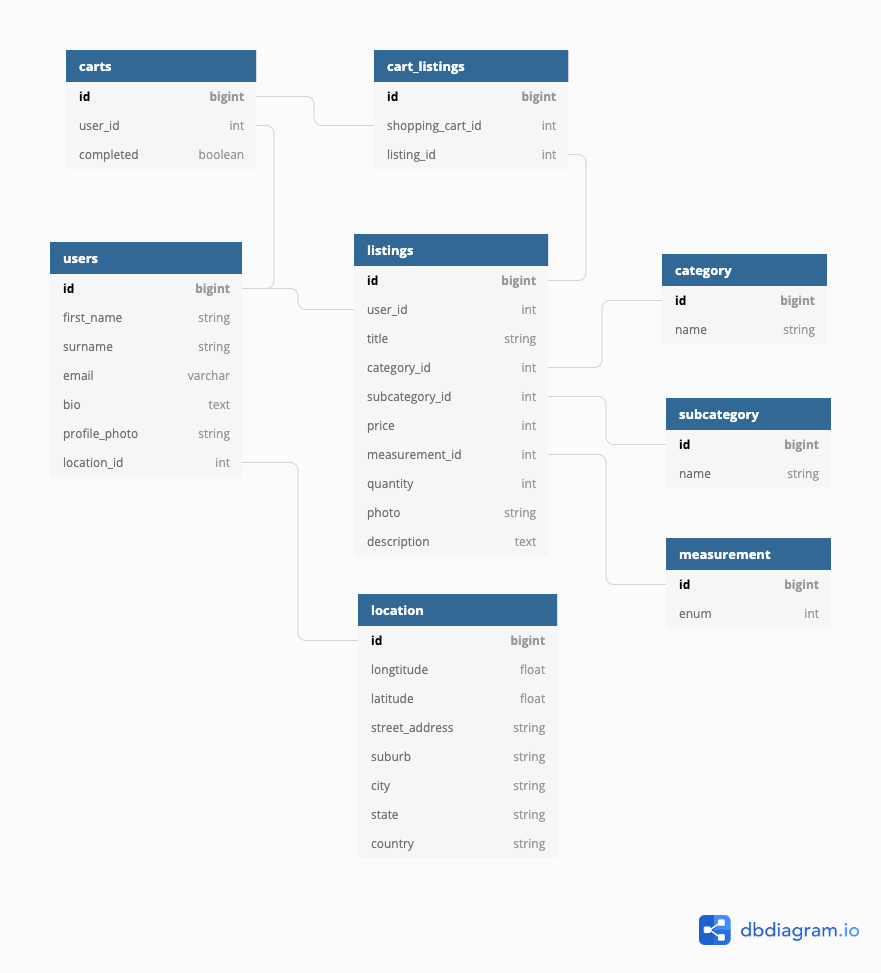 carts
id bigint
user_id int
completed boolean
cart_listings
id bigint
shopping_cart_id int
listing_id int
users
id bigint
first_name string
surname string
email varchar
bio text
profile_photo string
location_id int
listings
id bigint
user_id int
title string
category_id int
subcategory_id int
price int
measurement_id int
quantity int
photo string
description text
category
id bigint
name string
subcategory
id bigint
name string
measurement
id bigint
enum int
location
id bigint
longtitude float
latitude float
street_address string
suburb string
city string
state string
country string
dbdiagram.io